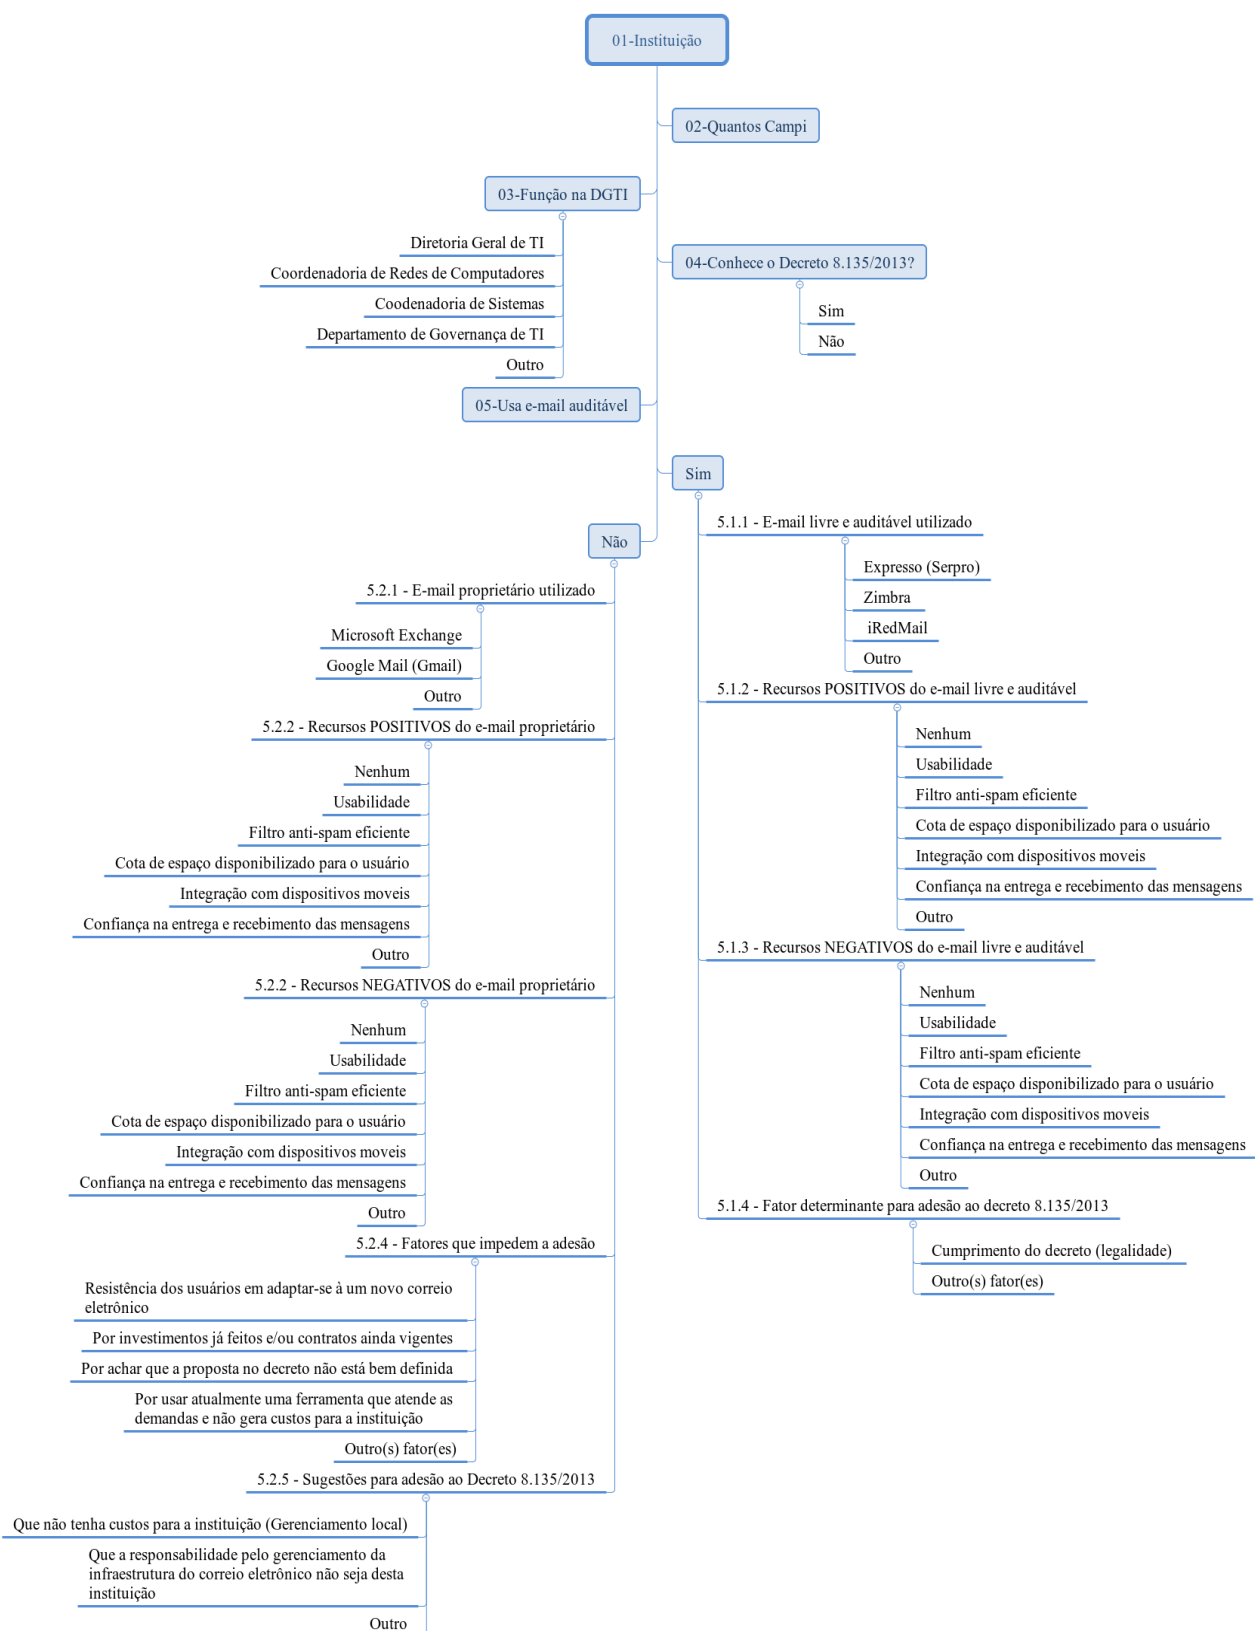 01-Instituição
02-Quantos Campi
03-Função na DGTI
Diretoria Geral de TI
Coordenadoria de Redes de Computadores
Coodenadoria de Sistemas
Departamento de Governança de TI
Outro
04-Conhece o Decreto 8.135/2013?
Sim
Não
05-Usa e-mail auditável
Sim
5.1.1 - E-mail livre e auditável utilizado
Expresso (Serpro)
Zimbra
iRedMail
Outro
5.1.2 - Recursos POSITIVOS do e-mail livre e auditável
Nenhum
Usabilidade
Filtro anti-spam eficiente
Cota de espaço disponibilizado para o usuário
Integração com dispositivos moveis
Confiança na entrega e recebimento das mensagens
Outro
5.1.3 - Recursos NEGATIVOS do e-mail livre e auditável
Nenhum
Usabilidade
Filtro anti-spam eficiente
Cota de espaço disponibilizado para o usuário
Integração com dispositivos moveis
Confiança na entrega e recebimento das mensagens
Outro
5.1.4 - Fator determinante para adesão ao decreto 8.135/2013
Cumprimento do decreto (legalidade)
Outro(s) fator(es)
Não
5.2.1 - E-mail proprietário utilizado
Microsoft Exchange
Google Mail (Gmail)
Outro
5.2.2 - Recursos POSITIVOS do e-mail proprietário
Nenhum
Usabilidade
Filtro anti-spam eficiente
Cota de espaço disponibilizado para o usuário
Integração com dispositivos moveis
Confiança na entrega e recebimento das mensagens
Outro
5.2.2 - Recursos NEGATIVOS do e-mail proprietário
Nenhum
Usabilidade
Filtro anti-spam eficiente
Cota de espaço disponibilizado para o usuário
Integração com dispositivos moveis
Confiança na entrega e recebimento das mensagens
Outro
5.2.4 - Fatores que impedem a adesão
Resistência dos usuários em adaptar-se à um novo correio
eletrônico
Por investimentos já feitos e/ou contratos ainda vigentes
Por achar que a proposta no decreto não está bem definida
Por usar atualmente uma ferramenta que atende as
demandas e não gera custos para a instituição
Outro(s) fator(es)
5.2.5 - Sugestões para adesão ao Decreto 8.135/2013
Que não tenha custos para a instituição (Gerenciamento local)
Que a responsabilidade pelo gerenciamento da
infraestrutura do correio eletrônico não seja desta
instituição
Outro